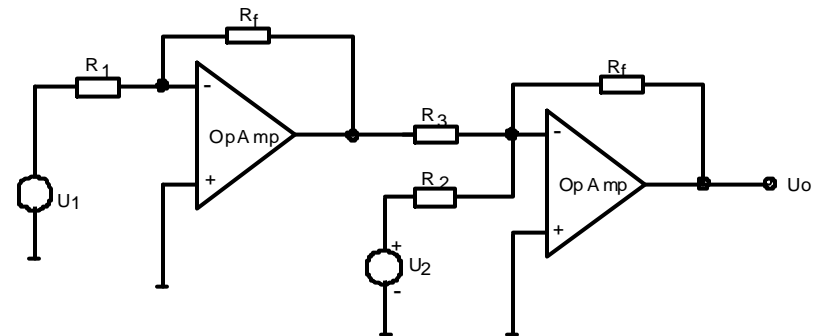 Rf
R1
-
OpAmp
+
U1
R3
R2
+
U2
-
Rf
-
OpAmp
+
Uo